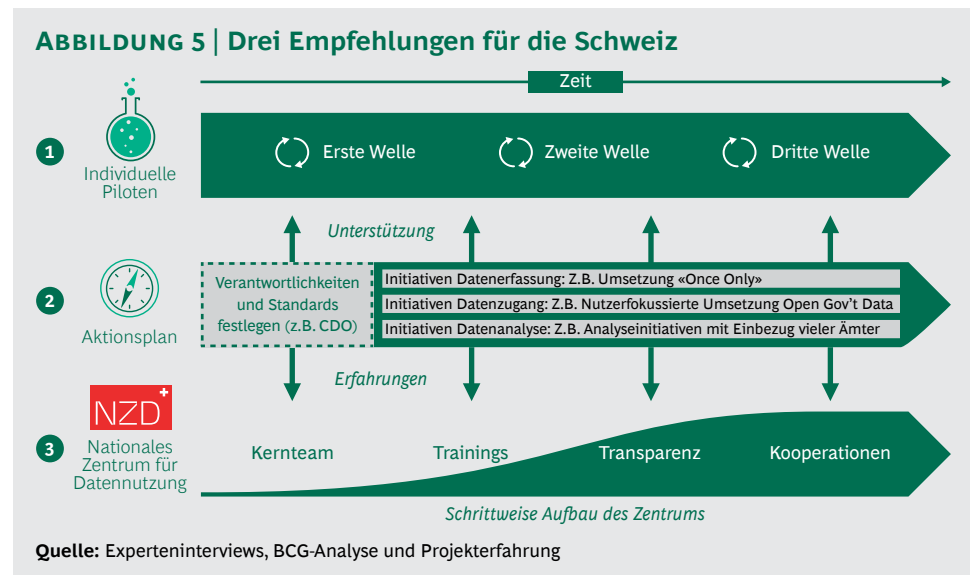 ABBILDUNG 5 | Drei Empfehlungen für die Schweiz
Zeit
1
Individuelle
Piloten
Erste Welle
Zweite Welle
Dritte Welle
Unterstützung
2
Aktionsplan
Verantwortlichkeiten
und Standards
festlegen (z.B. CDO)
Initiativen Datenerfassung: Z.B. Umsetzung «Once Only»
Initiativen Datenzugang: Z.B. Nutzerfokussierte Umsetzung Open Gov't Data
Initiativen Datenanalyse: Z.B. Analyseinitiativen mit Einbezug vieler Ämter
Erfahrungen
NZD+
3
Nationales
Zentrum für
Datennutzung
Kernteam
Trainings
Transparenz
Kooperationen
Schrittweise Aufbau des Zentrums
Quelle: Experteninterviews, BCG-Analyse und Projekterfahrung